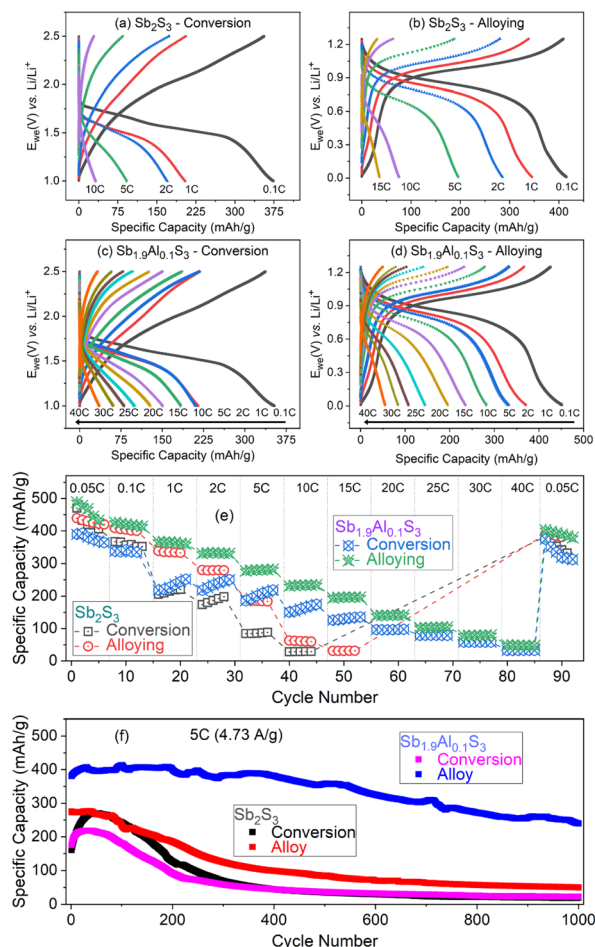 (a) Sb2S3 - Conversion
Ewe(V) vs. Li/Li+
2.5
2.0
1.5
1.0
10C 5C 2C 1C 0.1C
0 75 150 225 300 375
Specific Capacity (mAh/g)
(b) Sb2S3 - Alloying
Ewe(V) vs. Li/Li+
1.2
0.9
0.6
0.3
0.0
15C 10C 5C 2C 1C 0.1C
0 100 200 300 400
Specific Capacity (mAh/g)
(c) Sb1.9Al0.1S3 - Conversion
Ewe(V) vs. Li/Li+
2.5
2.0
1.5
1.0
40C 30C 25C 20C 15C 10C 5C 2C 1C 0.1C
0 75 150 225 300 375
Specific Capacity (mAh/g)
(d) Sb1.9Al0.1S3 - Alloying
Ewe(V) vs. Li/Li+
1.2
0.9
0.6
0.3
0.0
40C 30C 25C 20C 15C 10C 5C 2C 1C 0.1C
0 100 200 300 400 500
Specific Capacity (mAh/g)
0.05C 0.1C 1C 2C 5C 10C 15C 20C 25C 30C 40C 0.05C
(e)
Specific Capacity (mAh/g)
500
400
300
200
100
0
Sb1.9Al0.1S3
Conversion
Alloying
Sb2S3
Conversion
Alloying
0 10 20 30 40 50 60 70 80 90
Cycle Number
(f) 5C (4.73 A/g)
Specific Capacity (mAh/g)
500
400
300
200
100
0
Sb1.9Al0.1S3
Conversion
Alloy
Sb2S3
Conversion
Alloy
0 200 400 600 800 1000
Cycle Number